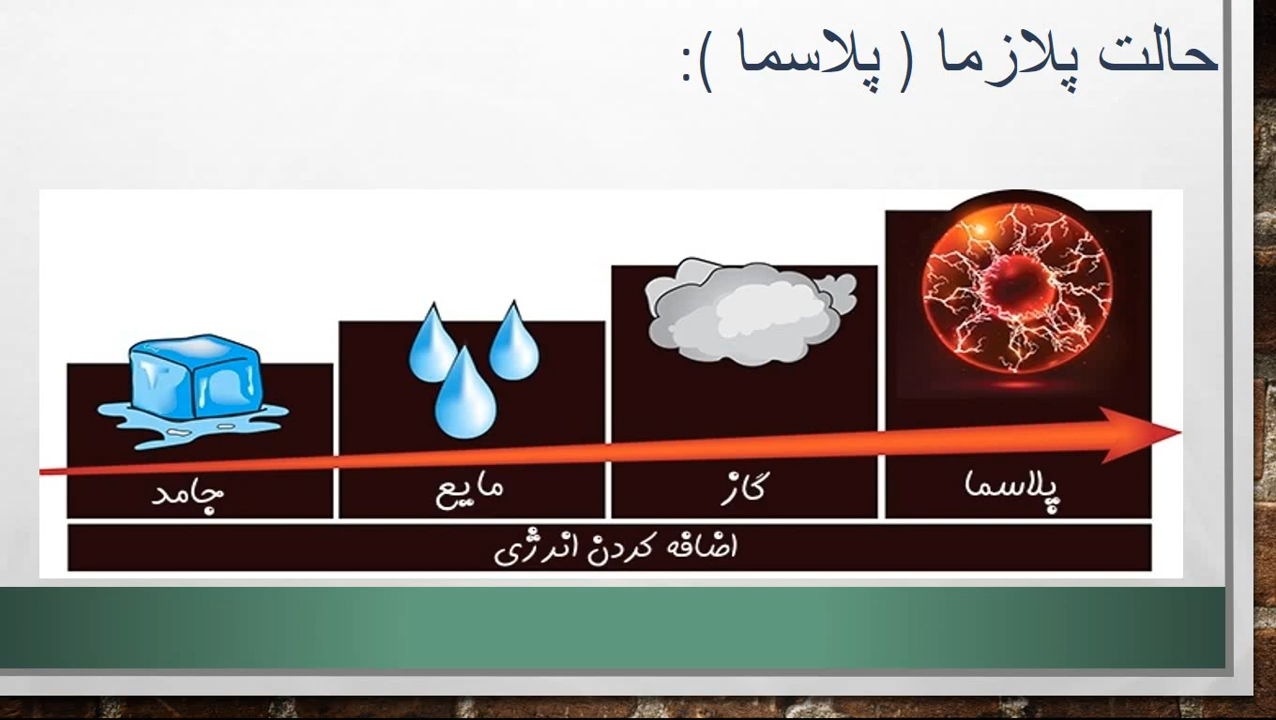 حالت پلازما ( پلاسما ):
جامد
مایع
گاز
پلاسما
اضافه کردن انرژی